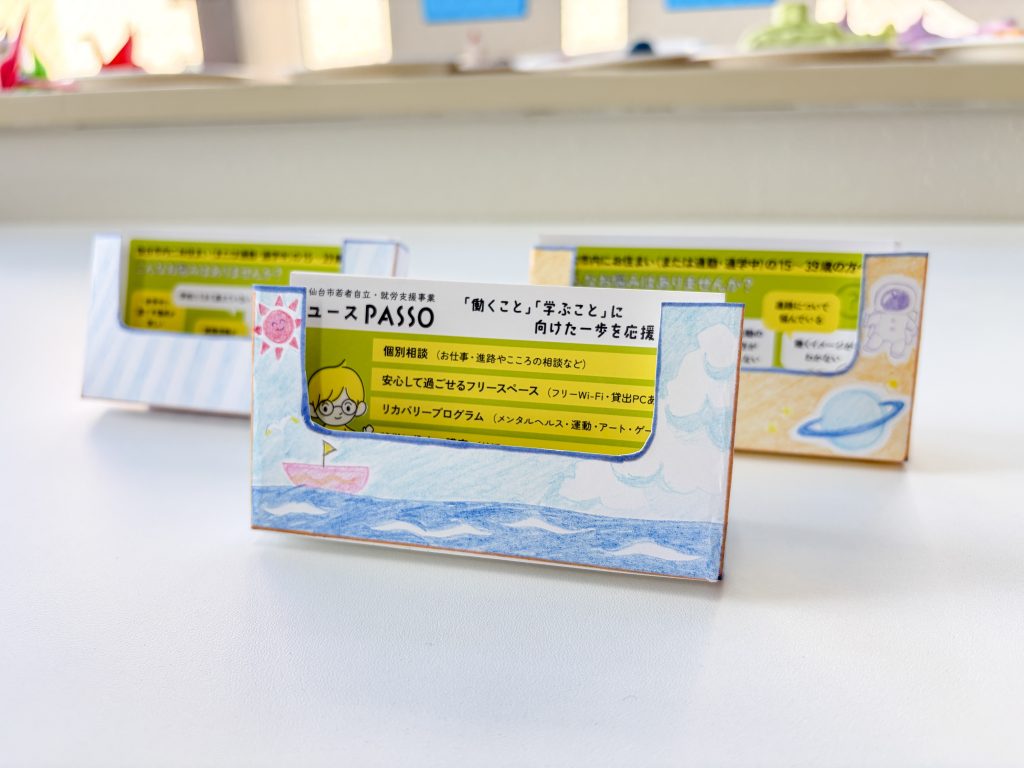 仙台市若者自立・就労支援事業
ユース PASSO
「働くこと」「学ぶこと」に
向けた一歩を応援
個別相談 （お仕事・進路やこころの相談など）
安心して過ごせるフリースペース （フリーWi-Fi・貸出PCあ
リカバリープログラム （メンタルヘルス・運動・アート・ゲー
こんなお悩みはありませんか？
市内にお住まい（または通勤・通学中）の15～39歳の方へ
なお悩みはありませんか？
進路について
悩んでいる
働くイメージが
わかない